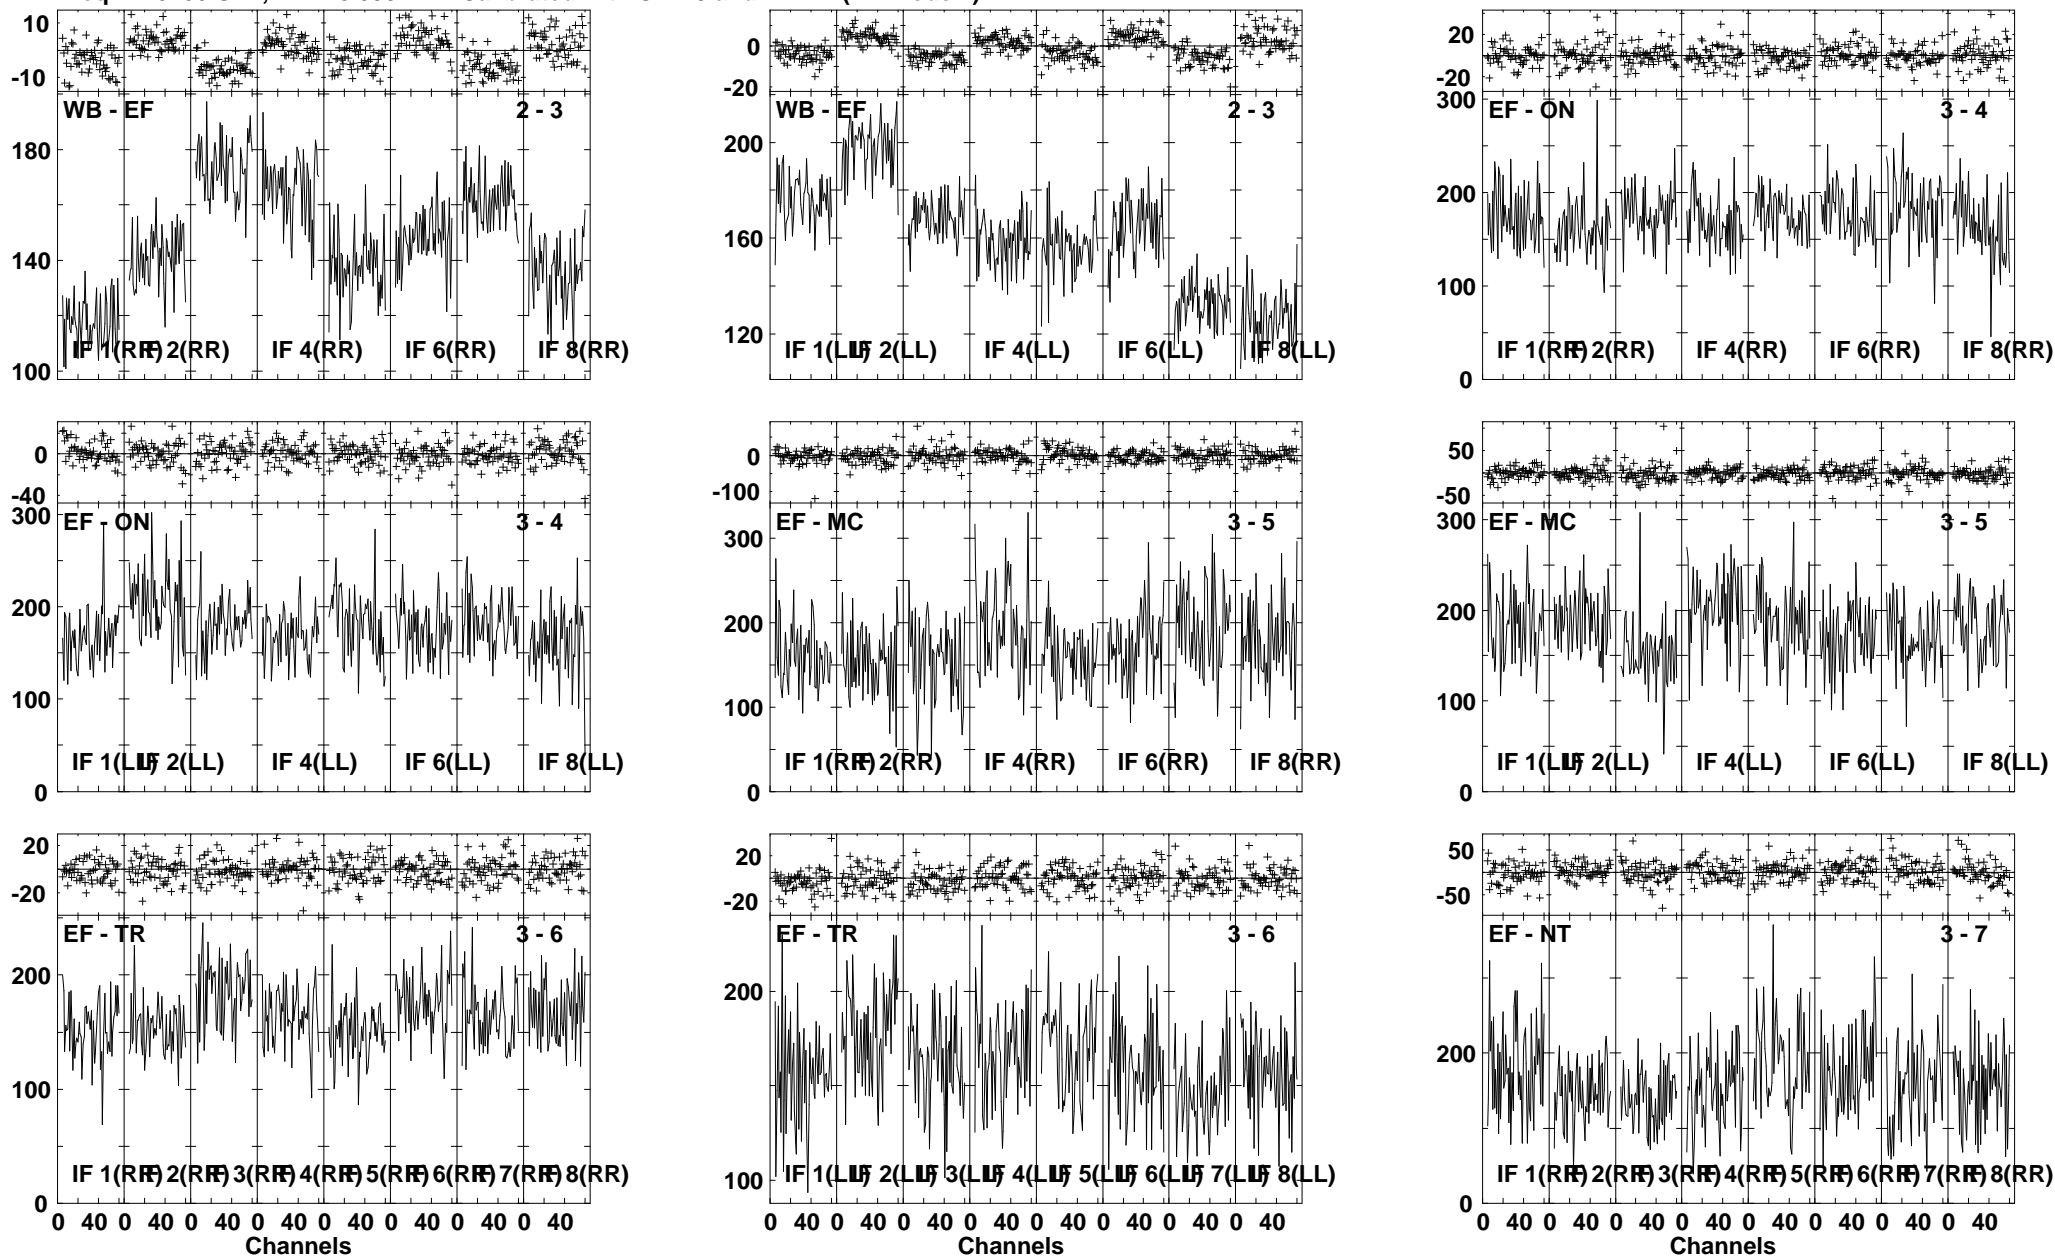 10
-10
WB - EF
2 - 3
180
140
100
IF 1(RR)
IF 2(RR)
IF 4(RR)
IF 6(RR)
IF 8(RR)
0
-20
WB - EF
2 - 3
200
160
120
IF 1(LL)
IF 2(LL)
IF 4(LL)
IF 6(LL)
IF 8(LL)
20
-20
EF - ON
3 - 4
300
200
100
0
IF 1(RR)
IF 2(RR)
IF 4(RR)
IF 6(RR)
IF 8(RR)
0
-40
EF - ON
3 - 4
300
200
100
0
IF 1(LL)
IF 2(LL)
IF 4(LL)
IF 6(LL)
IF 8(LL)
0
-100
EF - MC
3 - 5
300
200
100
0
IF 1(RR)
IF 2(RR)
IF 4(RR)
IF 6(RR)
IF 8(RR)
50
-50
EF - MC
3 - 5
300
200
100
0
IF 1(LL)
IF 2(LL)
IF 4(LL)
IF 6(LL)
IF 8(LL)
20
-20
EF - TR
3 - 6
200
100
0
IF 1(RR)
IF 2(RR)
IF 3(RR)
IF 4(RR)
IF 5(RR)
IF 6(RR)
IF 7(RR)
IF 8(RR)
0 40 0 40 0 40 0 40 0 40 0 40 0 40 0 40
Channels
20
-20
EF - TR
3 - 6
200
100
IF 1(LL)
IF 2(LL)
IF 3(LL)
IF 4(LL)
IF 5(LL)
IF 6(LL)
IF 7(LL)
IF 8(LL)
0 40 0 40 0 40 0 40 0 40 0 40 0 40 0 40
Channels
50
-50
EF - NT
3 - 7
200
0
IF 1(RR)
IF 2(RR)
IF 3(RR)
IF 4(RR)
IF 5(RR)
IF 6(RR)
IF 7(RR)
IF 8(RR)
0 40 0 40 0 40 0 40 0 40 0 40 0 40 0 40
Channels